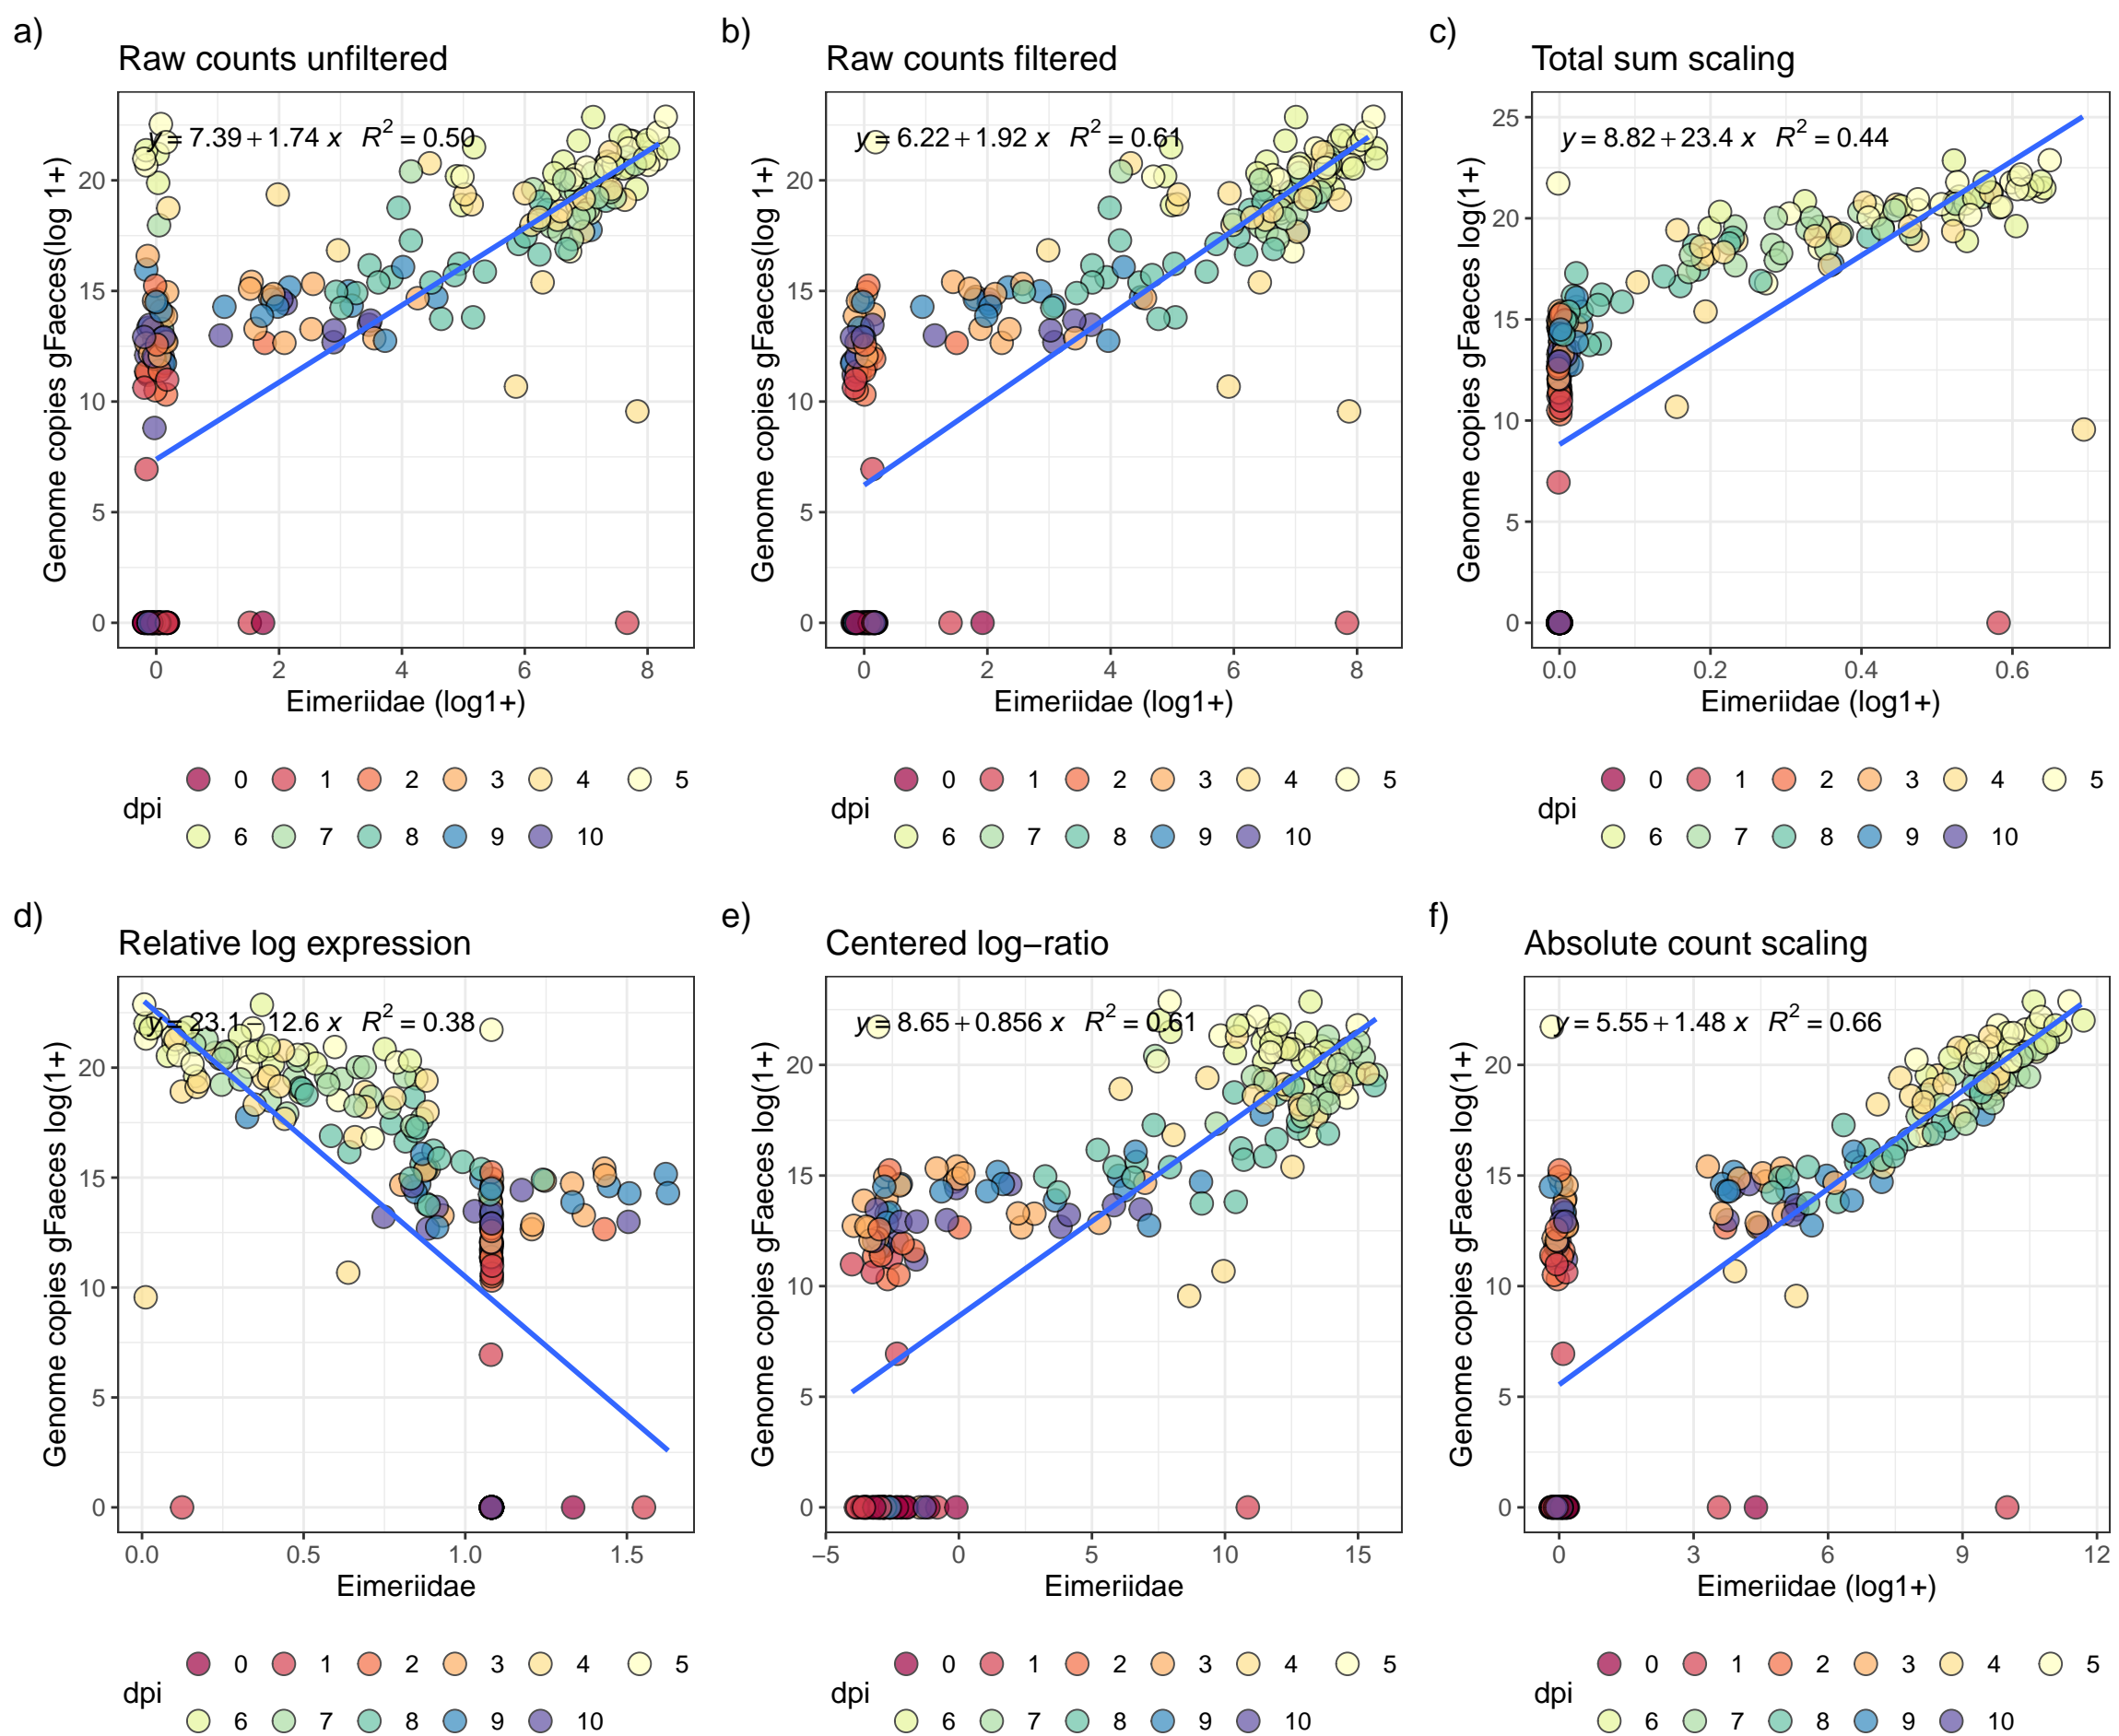 a)
Raw counts unfiltered
y = 7.39 + 1.74 x R2 = 0.50
Genome copies gFaeces(log 1+)
20
15
10
5
0
0 2 4 6 8
Eimeriidae (log1+)
dpi
0 1 2 3 4 5
6 7 8 9 10
b)
Raw counts filtered
y = 6.22 + 1.92 x R2 = 0.61
Genome copies gFaeces(log 1+)
20
15
10
5
0
0 2 4 6 8
Eimeriidae (log1+)
dpi
0 1 2 3 4 5
6 7 8 9 10
c)
Total sum scaling
y = 8.82 + 23.4 x R2 = 0.44
Genome copies gFaeces log(1+)
25
20
15
10
5
0
0.0 0.2 0.4 0.6
Eimeriidae (log1+)
dpi
0 1 2 3 4 5
6 7 8 9 10
d)
Relative log expression
y = 23.1 − 12.6 x R2 = 0.38
Genome copies gFaeces log(1+)
20
15
10
5
0
0.0 0.5 1.0 1.5
Eimeriidae
dpi
0 1 2 3 4 5
6 7 8 9 10
e)
Centered log−ratio
y = 8.65 + 0.856 x R2 = 0.61
Genome copies gFaeces log(1+)
20
15
10
5
0
−5 0 5 10 15
Eimeriidae
dpi
0 1 2 3 4 5
6 7 8 9 10
f)
Absolute count scaling
y = 5.55 + 1.48 x R2 = 0.66
Genome copies gFaeces log(1+)
20
15
10
5
0
0 3 6 9 12
Eimeriidae (log1+)
dpi
0 1 2 3 4 5
6 7 8 9 10